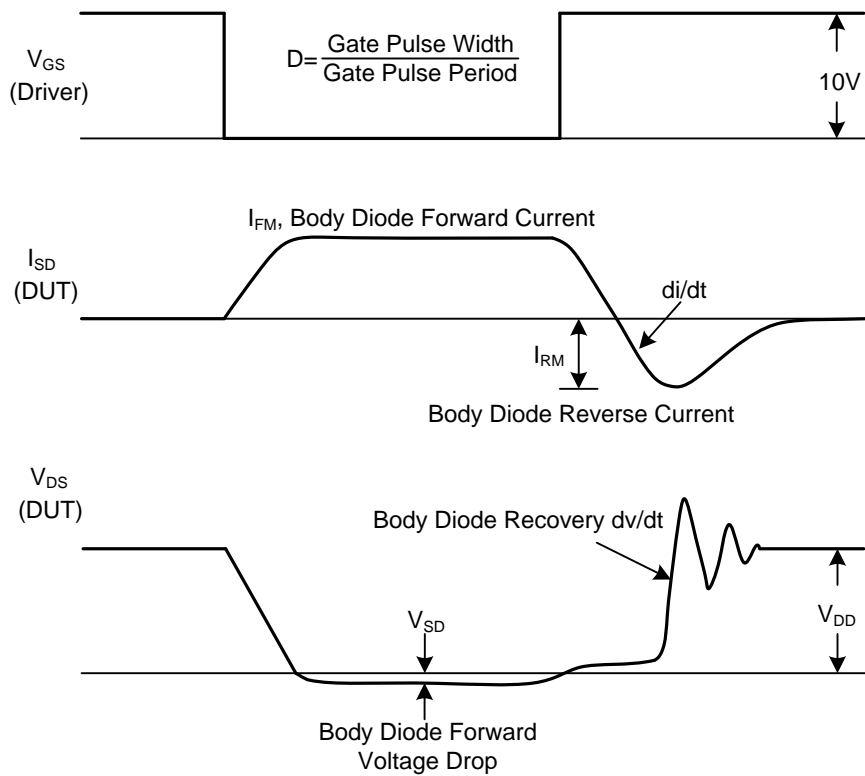 V_GS
(Driver)
D= Gate Pulse Width
Gate Pulse Period
10V
I_FM, Body Diode Forward Current
I_SD
(DUT)
di/dt
I_RM
Body Diode Reverse Current
V_DS
(DUT)
Body Diode Recovery dv/dt
V_SD
V_DD
Body Diode Forward
Voltage Drop